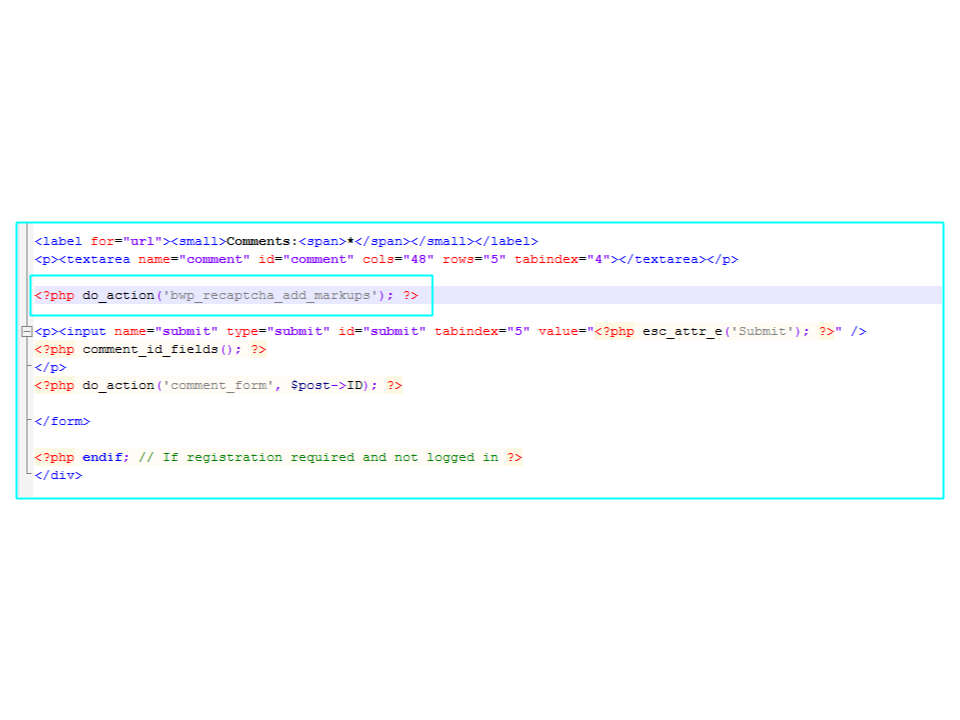 <label for="url"><small>Comments:<span>*</span></small></label>
<p><textarea name="comment" id="comment" cols="48" rows="5" tabindex="4"></textarea></p>
<?php do_action('bwp_recaptcha_add_markups'); ?>
<p><input name="submit" type="submit" id="submit" tabindex="5" value="<?php esc_attr_e('Submit'); ?>" />
<?php comment_id_fields(); ?>
</p>
<?php do_action('comment_form', $post->ID); ?>
</form>
<?php endif; // If registration required and not logged in ?>
</div>